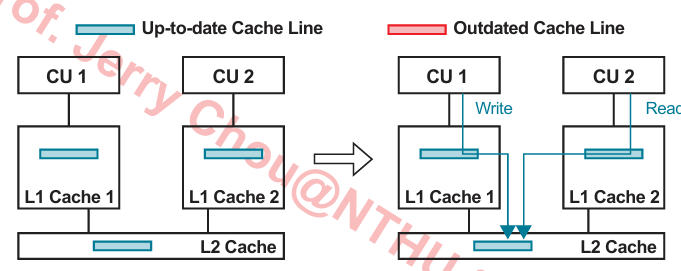 Up-to-date Cache Line
Outdated Cache Line
CU 1
CU 2
L1 Cache 1
L1 Cache 2
L2 Cache
CU 1
CU 2
Write
Read
L1 Cache 1
L1 Cache 2
L2 Cache
of. Jerry Chou@NTHU